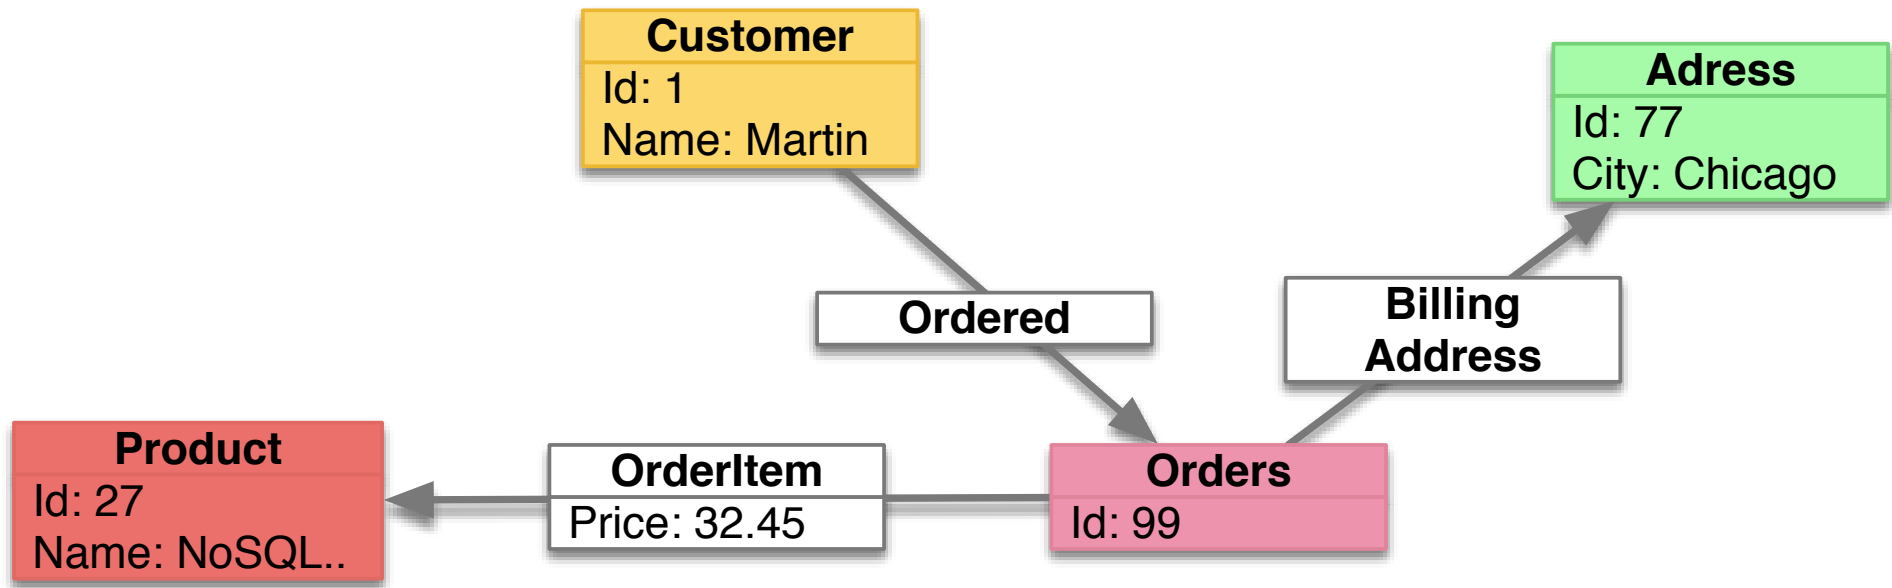 Customer
Id: 1
Name: Martin
Adress
Id: 77
City: Chicago
Ordered
Billing
Address
Product
Id: 27
Name: NoSQL..
OrderItem
Price: 32.45
Orders
Id: 99